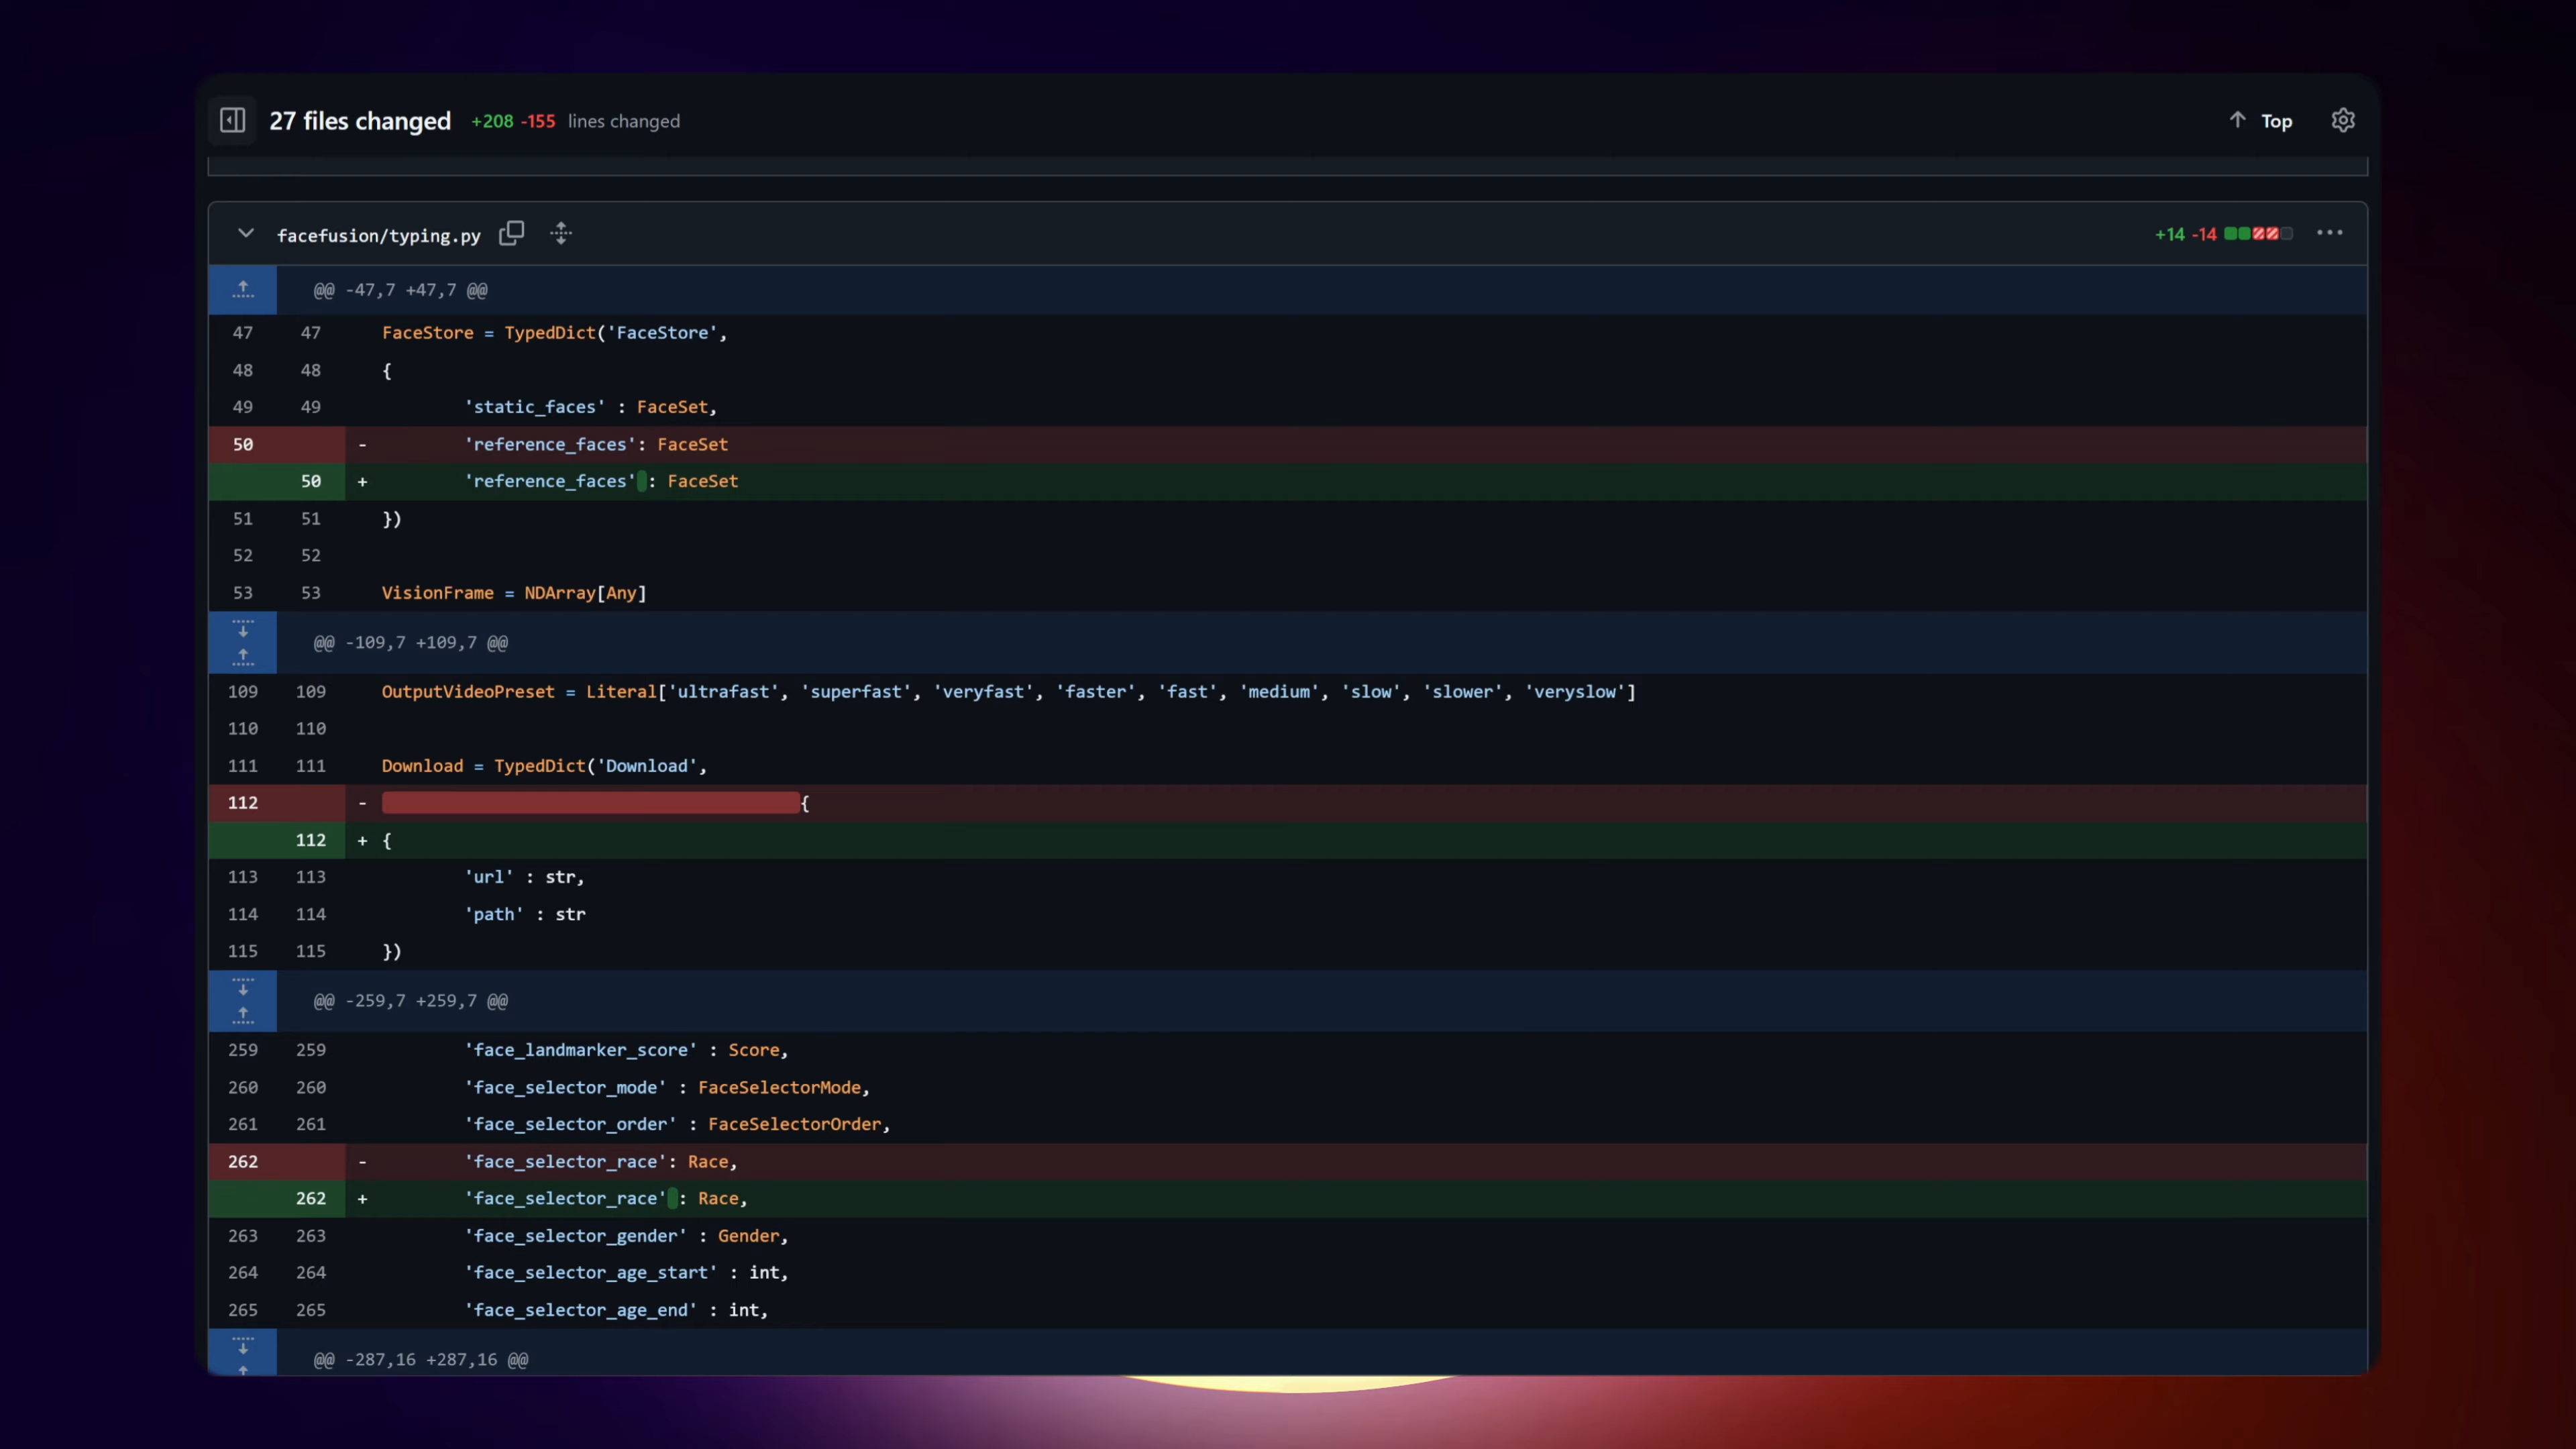 27 files changed +208 -155 lines changed
Top
facefusion/typing.py
+14 -14
@@ -47,7 +47,7 @@
47 47 FaceStore = TypedDict('FaceStore',
48 48 {
49 49 'static_faces' : FaceSet,
50 - 'reference_faces': FaceSet
50 + 'reference_faces' : FaceSet
51 51 })
52 52
53 53 VisionFrame = NDArray[Any]
@@ -109,7 +109,7 @@
109 109 OutputVideoPreset = Literal['ultrafast', 'superfast', 'veryfast', 'faster', 'fast', 'medium', 'slow', 'slower', 'veryslow']
110 110
111 111 Download = TypedDict('Download',
112 - {
112 + {
113 113 'url' : str,
114 114 'path' : str
115 115 })
@@ -259,7 +259,7 @@
259 259 'face_landmarker_score' : Score,
260 260 'face_selector_mode' : FaceSelectorMode,
261 261 'face_selector_order' : FaceSelectorOrder,
262 - 'face_selector_race': Race,
262 + 'face_selector_race' : Race,
263 263 'face_selector_gender' : Gender,
264 264 'face_selector_age_start' : int,
265 265 'face_selector_age_end' : int,
@@ -287,16 +287,16 @@